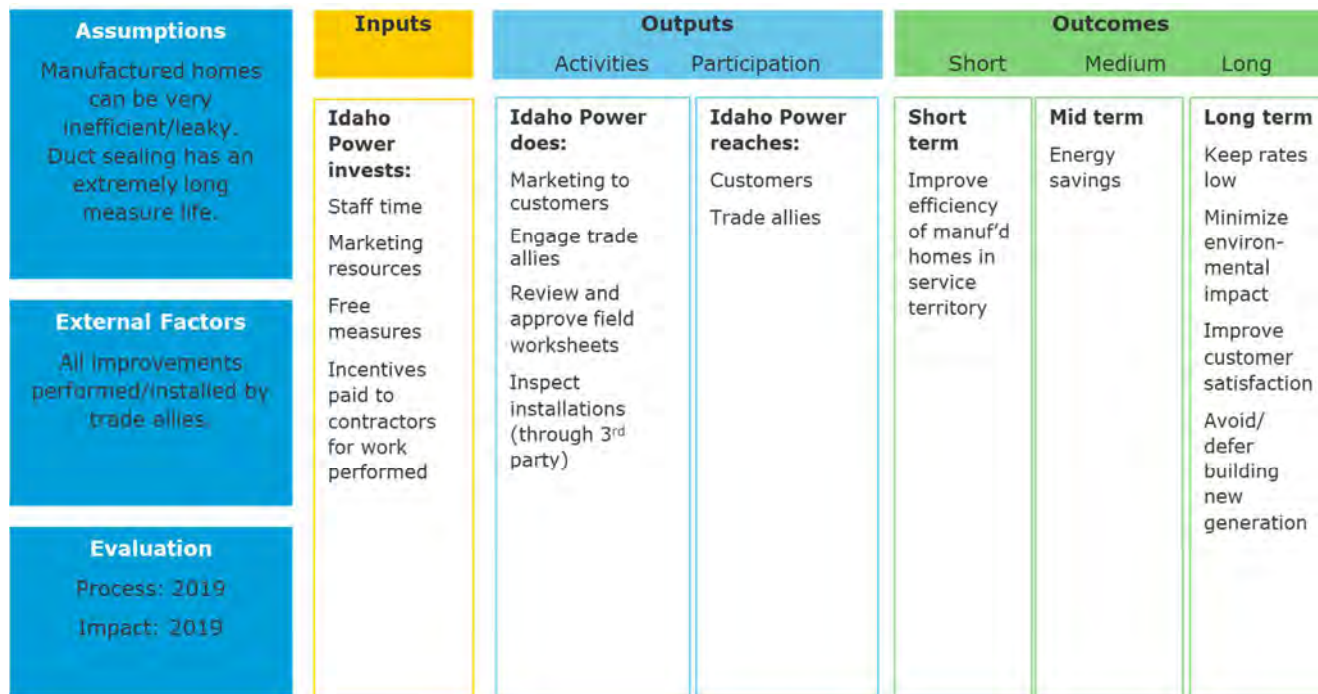 Assumptions
Manufactured homes
can be very
inefficient/leaky.
Duct sealing has an
extremely long
measure life.
External Factors
All improvements
performed/installed by
trade allies.
Evaluation
Process: 2019
Impact: 2019
Inputs
Idaho
Power
invests:
Staff time
Marketing
resources
Free
measures
Incentives
paid to
contractors
for work
performed
Outputs
Activities Participation
Idaho Power
does:
Marketing to
customers
Engage trade
allies
Review and
approve field
worksheets
Inspect
installations
(through 3rd
party)
Idaho Power
reaches:
Customers
Trade allies
Outcomes
Short Medium Long
Short
term
Improve
efficiency
of manuf'd
homes in
service
territory
Mid term
Energy
savings
Long term
Keep rates
low
Minimize
environ-
mental
impact
Improve
customer
satisfaction
Avoid/
defer
building
new
generation